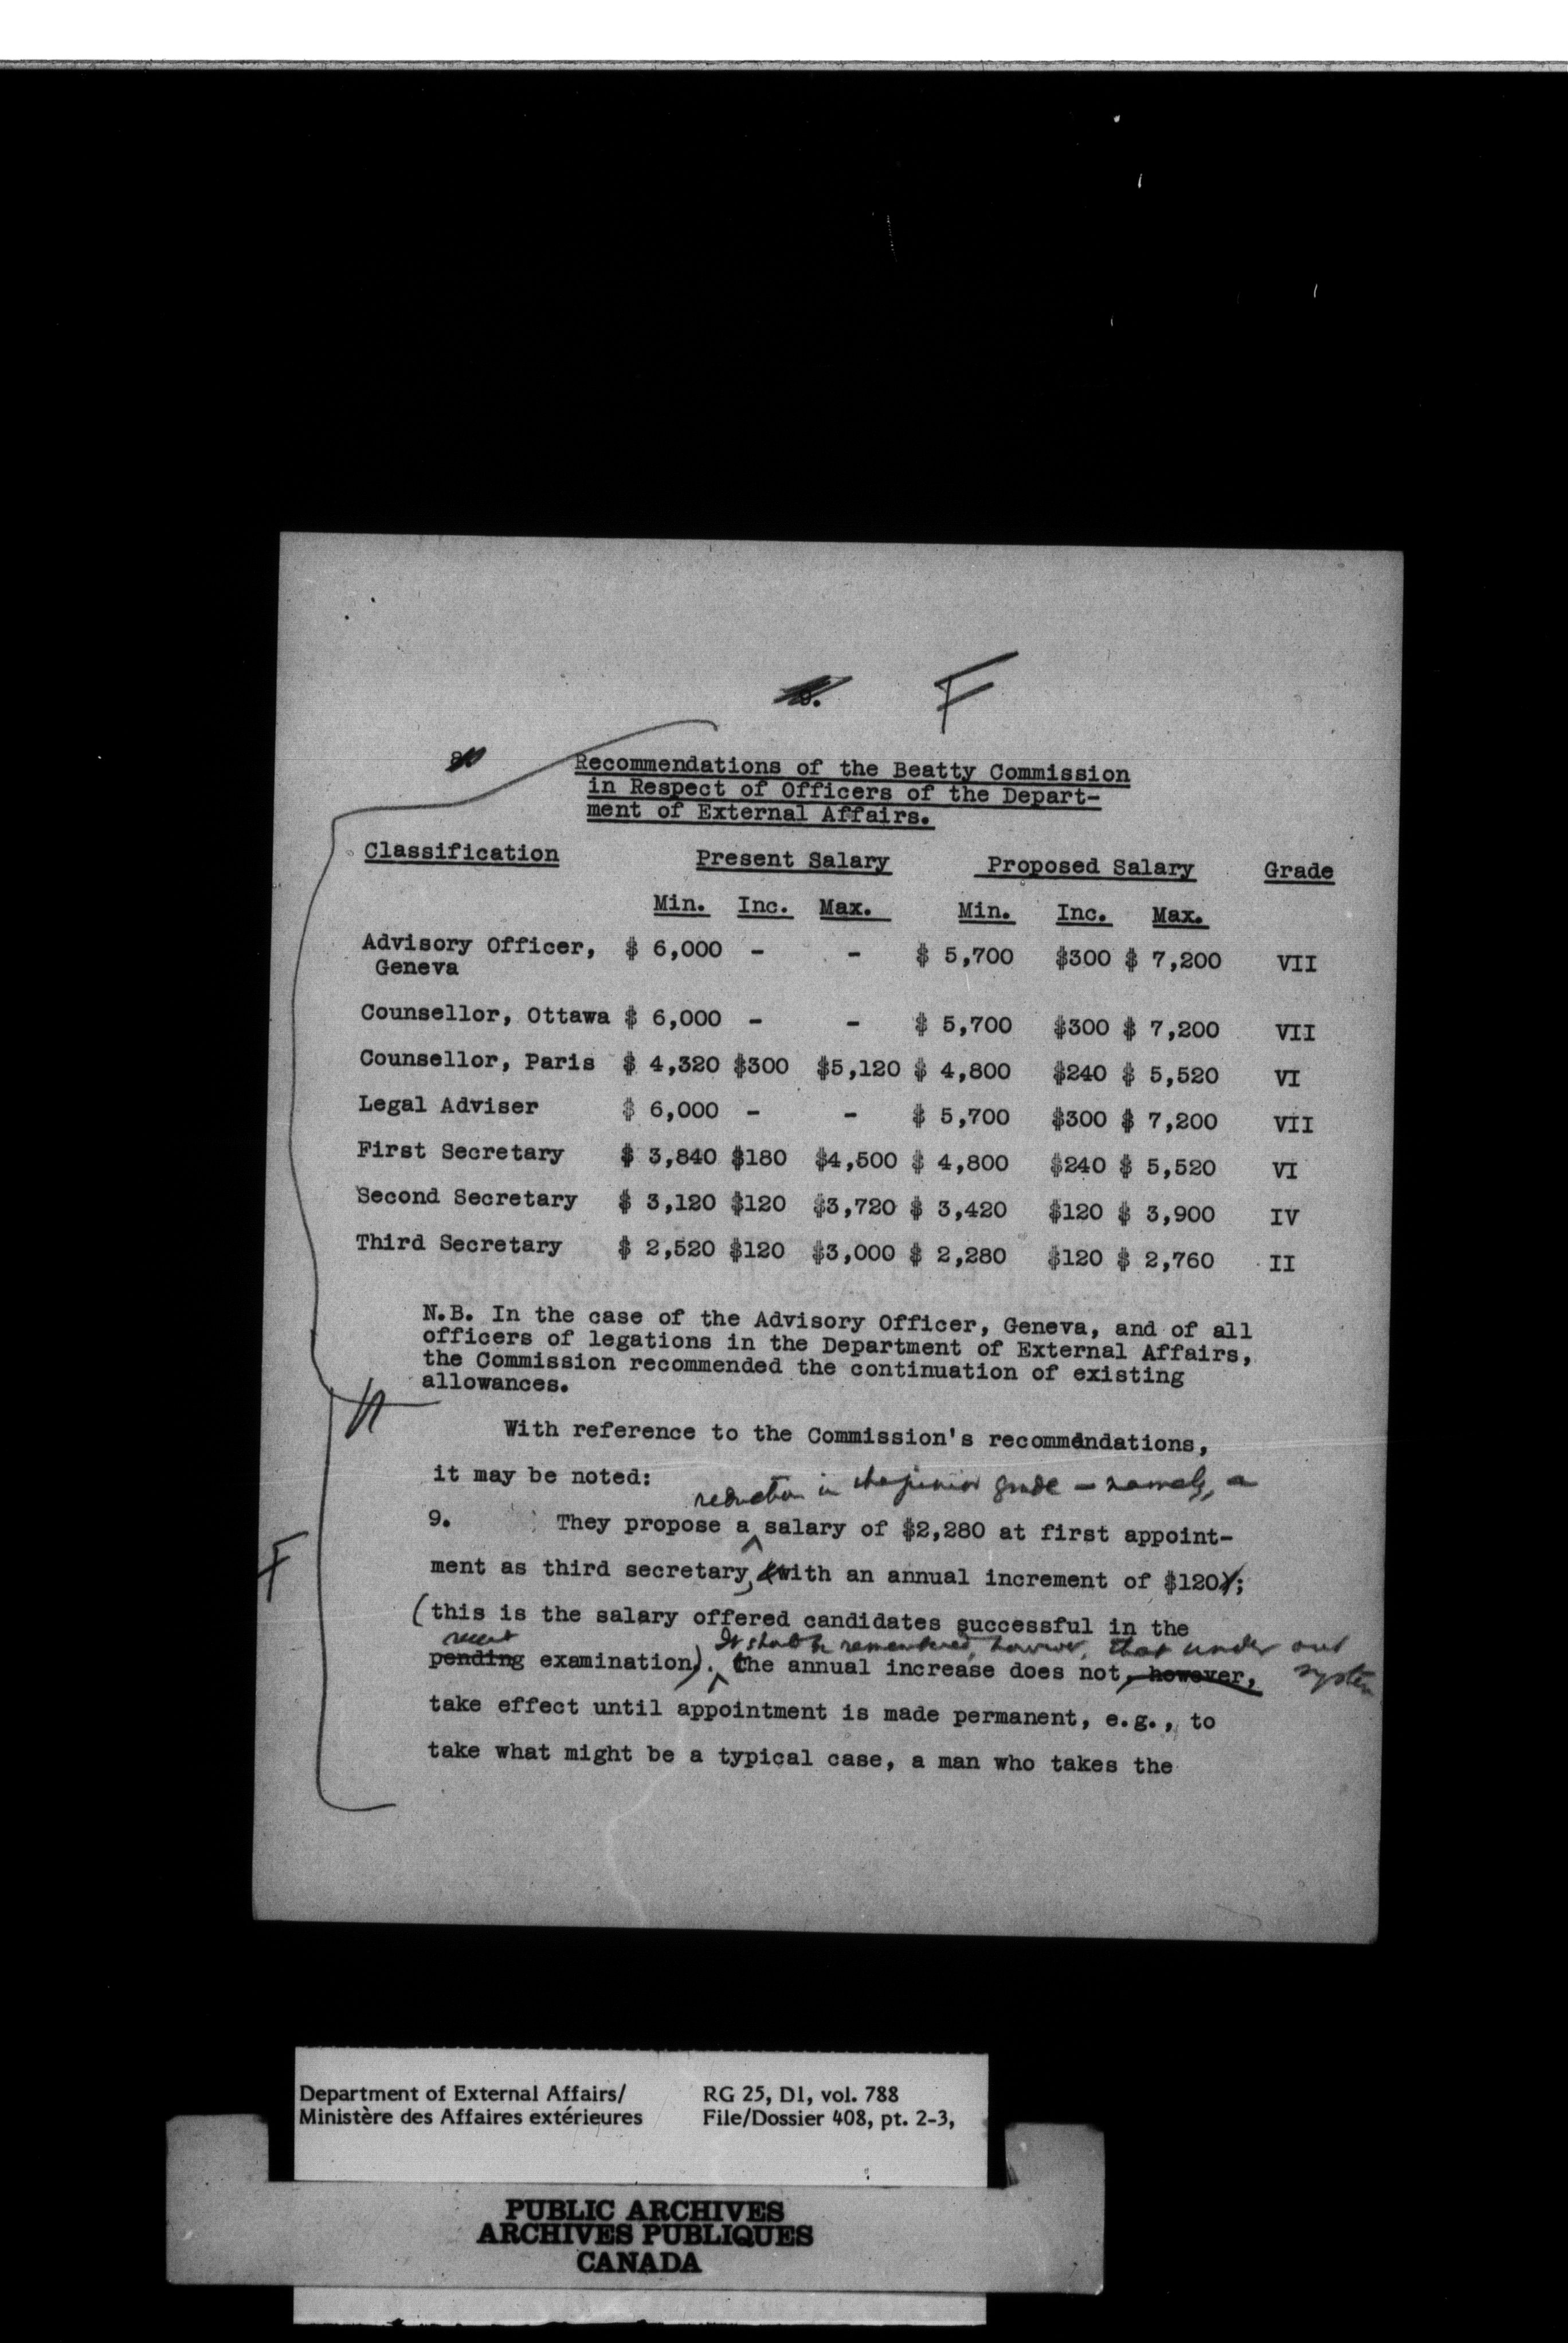 F
Recommendations of the Beatty Commission
in Respect of Officers of the Depart-
ment of External Affairs.
Classification Present Salary Proposed Salary Grade
Min. Inc. Max. Min. Inc. Max.
Advisory Officer, $ 6,000 - - $ 5,700 $300 $ 7,200 VII
Geneva
Counsellor, Ottawa $ 6,000 - - $ 5,700 $300 $ 7,200 VII
Counsellor, Paris $ 4,320 $300 $5,120 $ 4,800 $240 $ 5,520 VI
Legal Adviser $ 6,000 - - $ 5,700 $300 $ 7,200 VII
First Secretary $ 3,840 $180 $4,500 $ 4,800 $240 $ 5,520 VI
Second Secretary $ 3,120 $120 $3,720 $ 3,420 $120 $ 3,900 IV
Third Secretary $ 2,520 $120 $3,000 $ 2,280 $120 $ 2,760 II
N.B. In the case of the Advisory Officer, Geneva, and of all
officers of legations in the Department of External Affairs,
the Commission recommended the continuation of existing
allowances.
With reference to the Commission's recommendations,
it may be noted:
reduction in the junior grade - namely, a
9. They propose a salary of $2,280 at first appoint-
F
ment as third secretary, with an annual increment of $120;
(this is the salary offered candidates successful in the
recent It should be remembered, however, that under our
system
pending examination). the annual increase does not, however,
take effect until appointment is made permanent, e.g., to
take what might be a typical case, a man who takes the
Department of External Affairs/ RG 25, D1, vol. 788
Ministère des Affaires extérieures File/Dossier 408, pt. 2-3,
PUBLIC ARCHIVES
ARCHIVES PUBLIQUES
CANADA